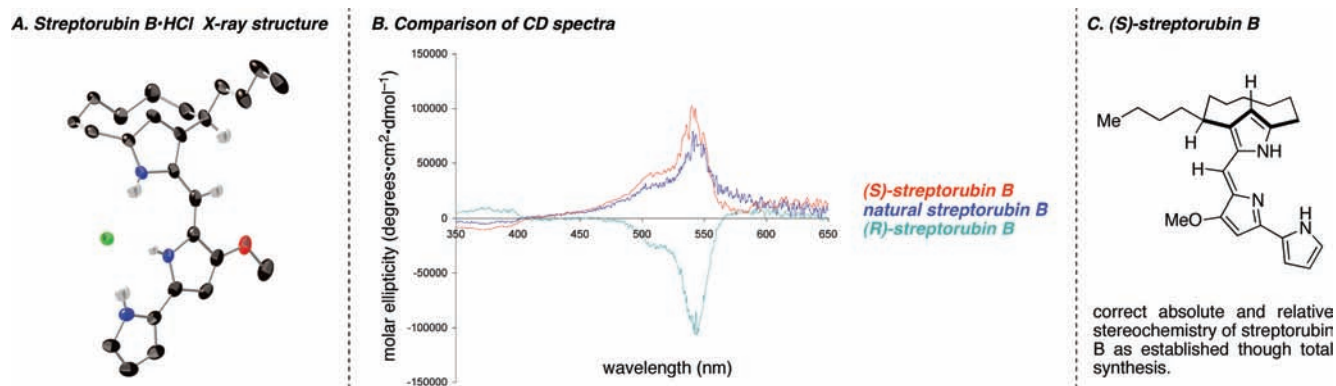 A. Streptorubin B•HCl X-ray structure
B. Comparison of CD spectra
molar ellipticity (degrees•cm²•dmol⁻¹)
150000
100000
50000
0
-50000
-100000
-150000
350
400
450
500
550
600
650
wavelength (nm)
(S)-streptorubin B
natural streptorubin B
(R)-streptorubin B
C. (S)-streptorubin B
H
Me
H
NH
H
N
MeO
H
N
correct absolute and relative
stereochemistry of streptorubin
B as established though total
synthesis.